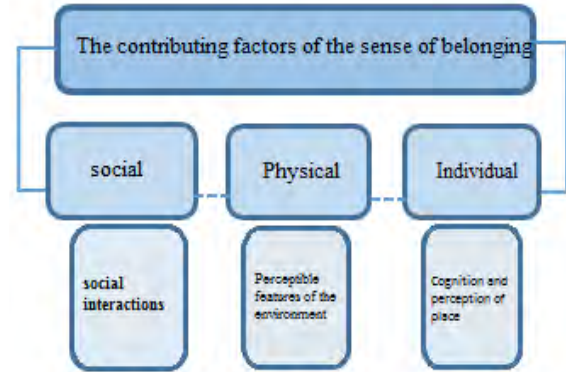 The contributing factors of the sense of belonging
social
Physical
Individual
social
interactions
Perceptible
features of the
environment
Cognition and
perception of
place